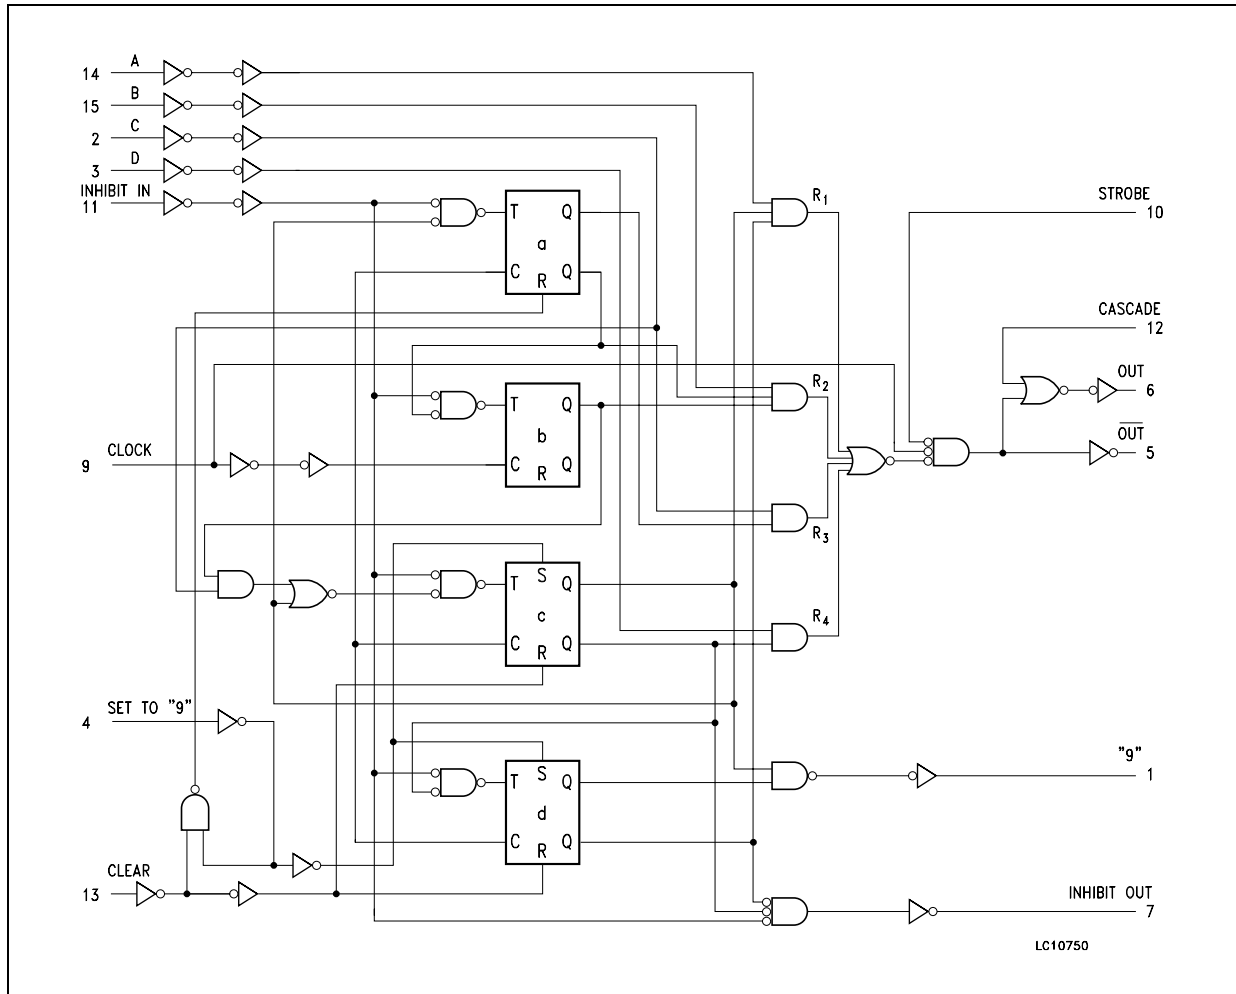 A
14
B
15
C
2
D
3
INHIBIT IN
11
T Q
a
C R Q
STROBE
10
R1
CASCADE
12
OUT
6
R2
T Q
b
C R Q
OUT
5
CLOCK
9
R3
S
T Q
c
C R Q
R4
SET TO "9"
4
S
T Q
d
C R Q
"9"
1
CLEAR
13
INHIBIT OUT
7
LC10750